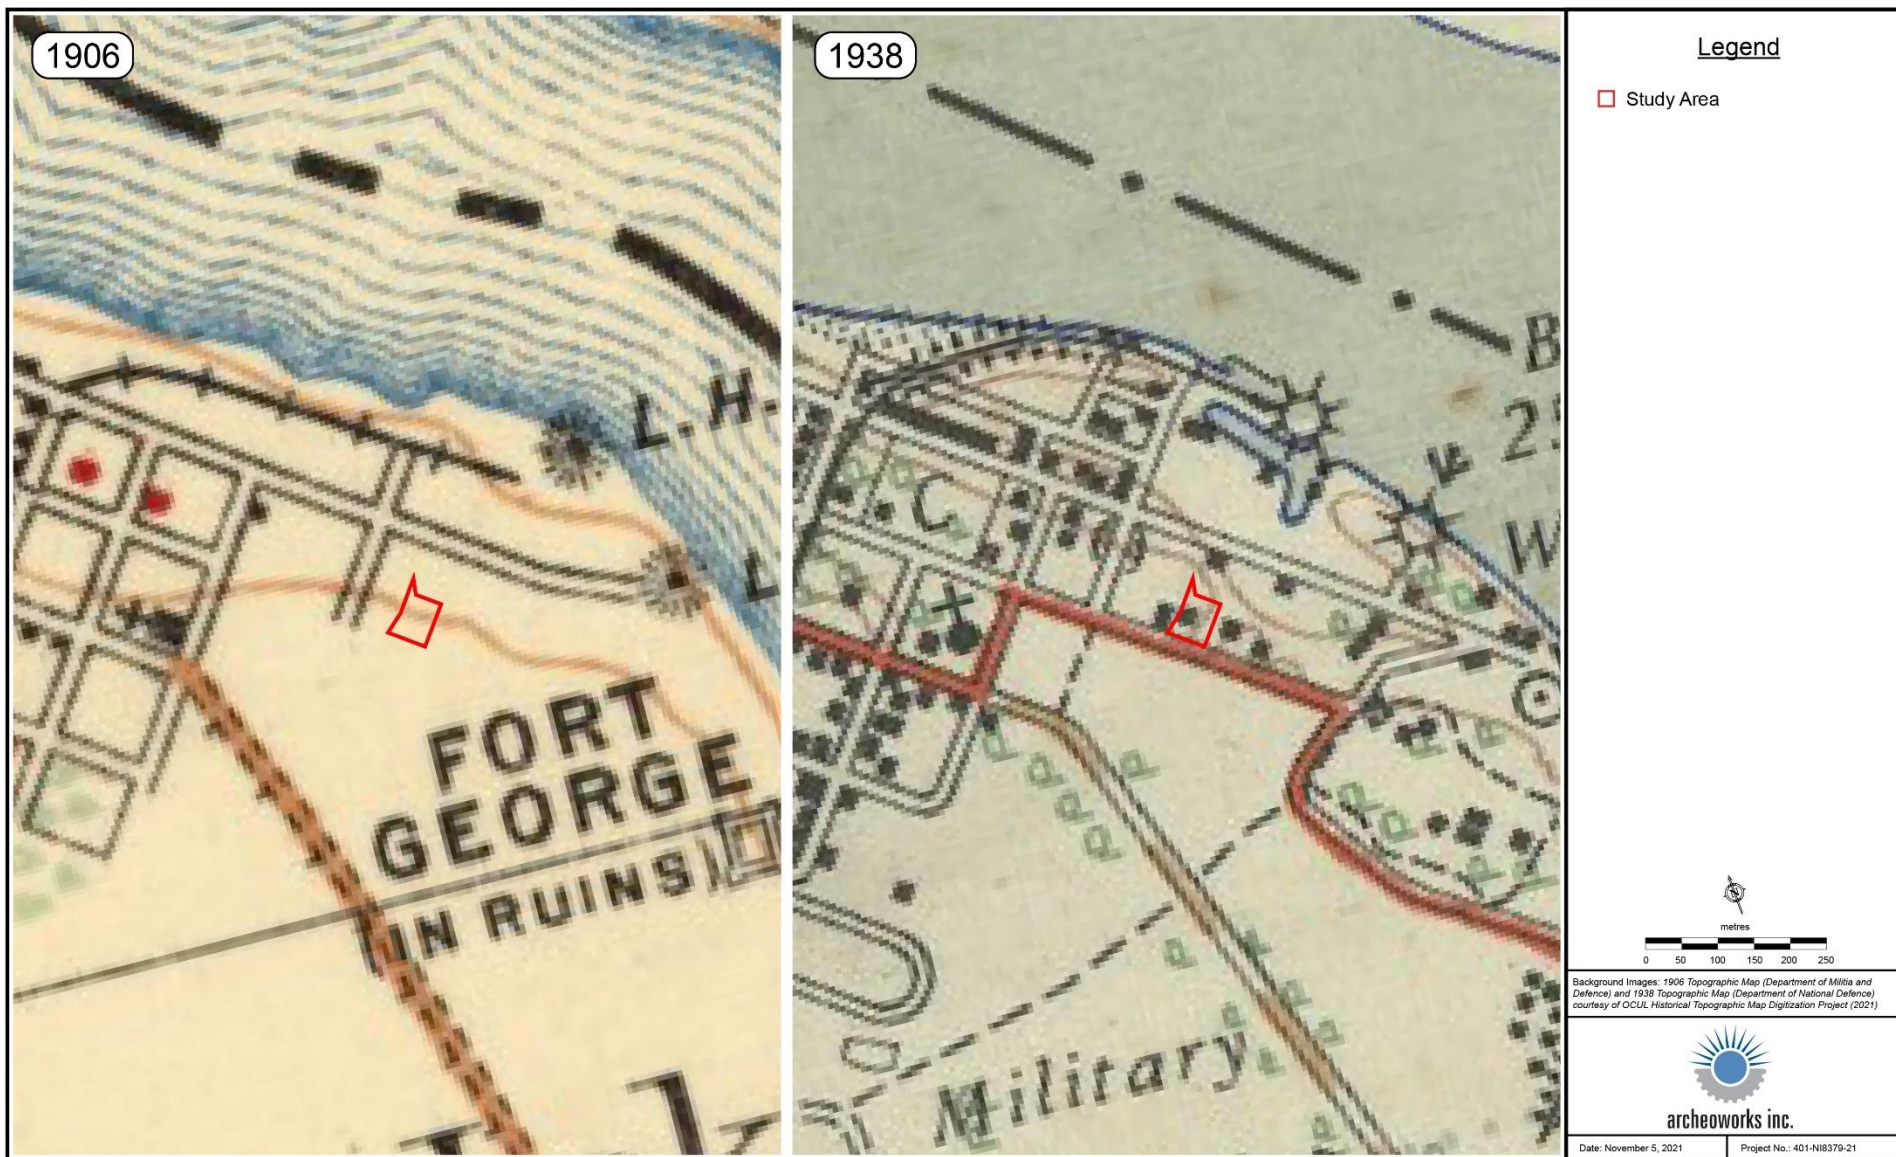 1906
L.H.
L
FORT
GEORGE
IN RUINS
1938
B
C
W
Military
Legend
Study Area
N
metres
0 50 100 150 200 250
Background Images: 1906 Topographic Map (Department of Militia and
Defence) and 1938 Topographic Map (Department of National Defence)
courtesy of OCUL Historical Topographic Map Digitization Project (2021)
archeoworks inc.
Date: November 5, 2021
Project No.: 401-NI8379-21